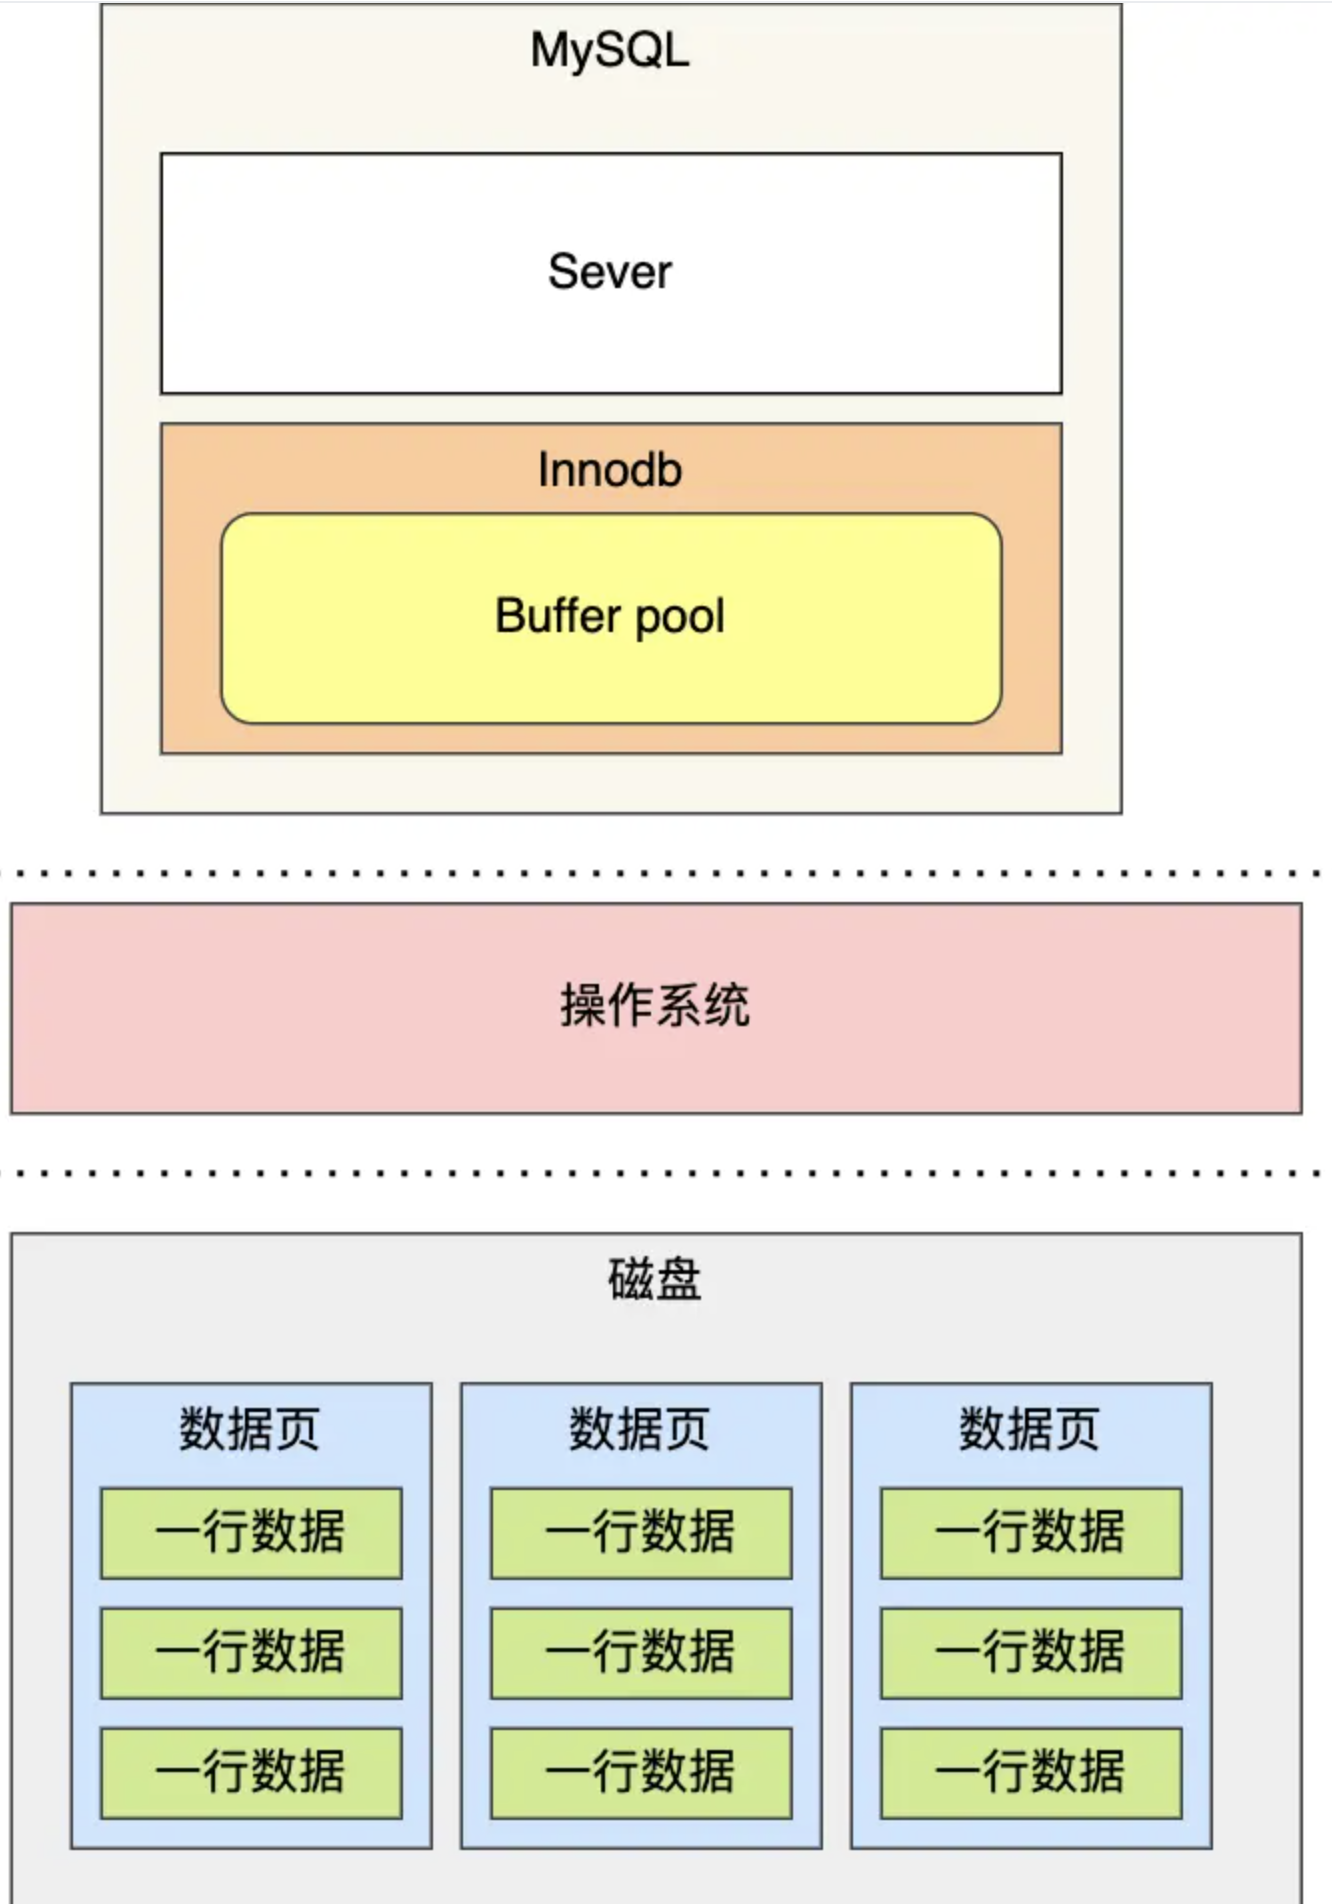 MySQL
Sever
Innodb
Buffer pool
操作系统
磁盘
数据页 数据页 数据页
一行数据 一行数据 一行数据
一行数据 一行数据 一行数据
一行数据 一行数据 一行数据